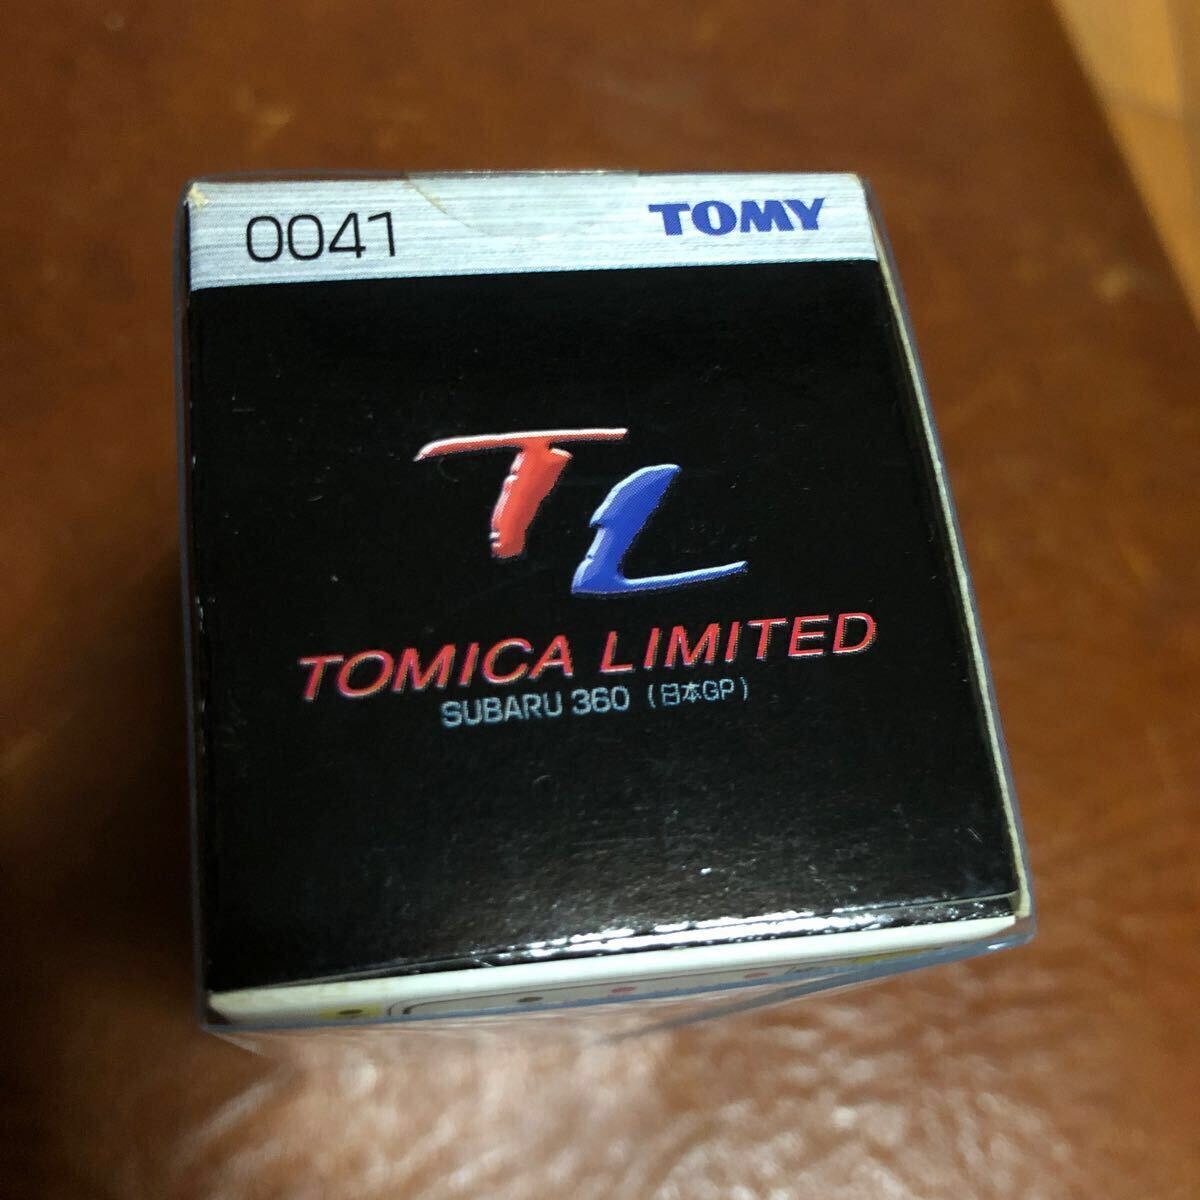 0041
TOMY
TL
TOMICA LIMITED
SUBARU 360 (日本GP)